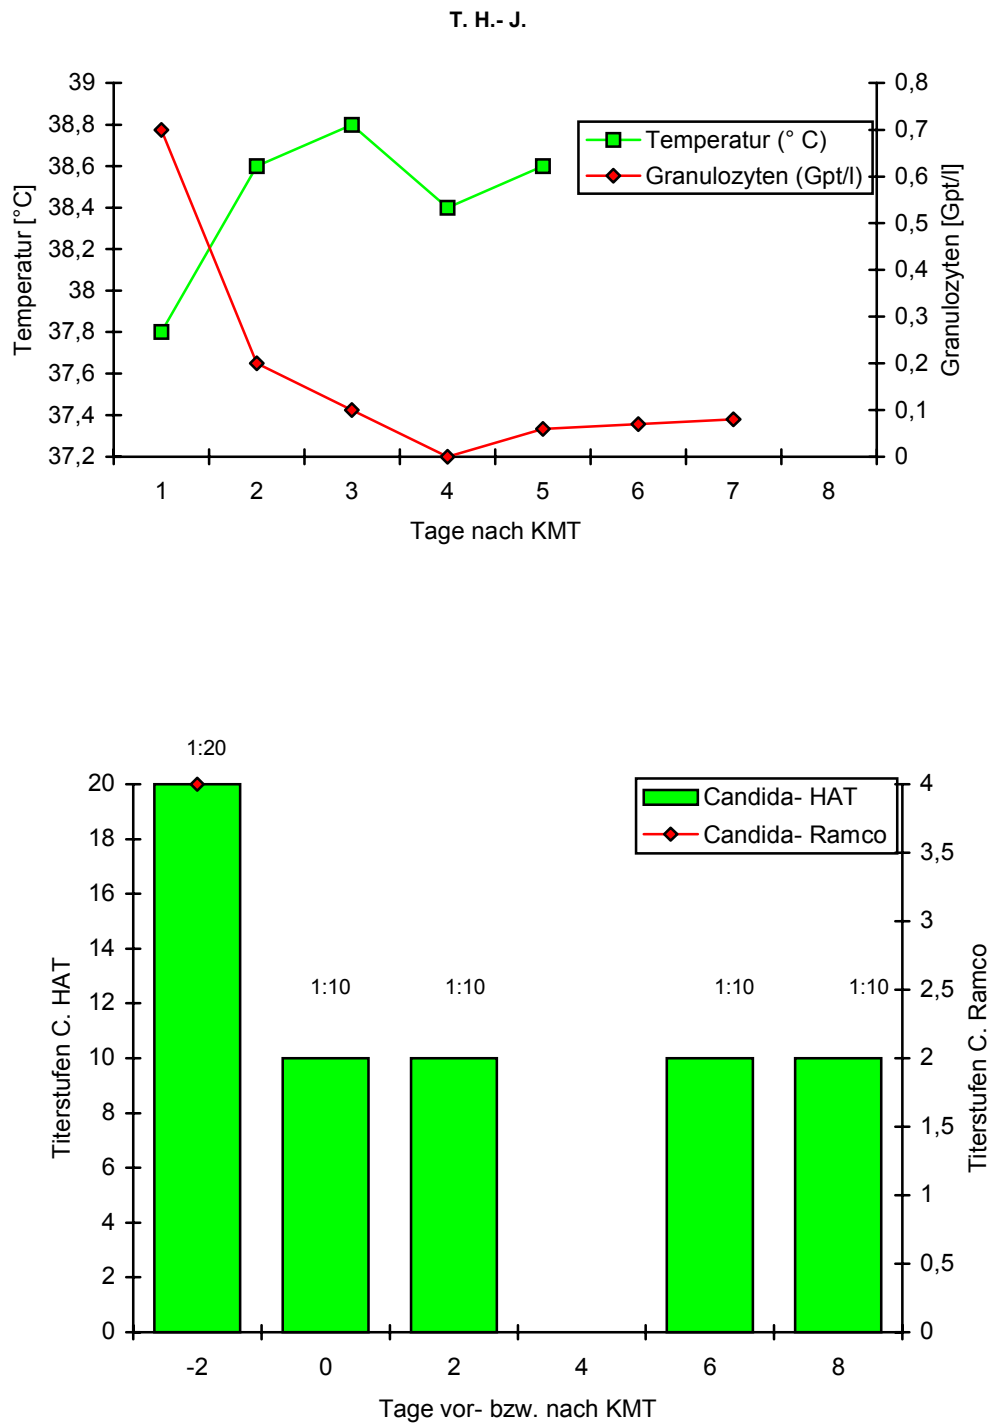 T. H.- J.
39
38,8
38,6
38,4
38,2
38
37,8
37,6
37,4
37,2
Temperatur [°C]
0,8
0,7
0,6
0,5
0,4
0,3
0,2
0,1
0
Granulozyten [Gpt/l]
Temperatur (° C)
Granulozyten (Gpt/l)
1 2 3 4 5 6 7 8
Tage nach KMT
1:20
20
18
16
14
12
10
8
6
4
2
0
Titerstufen C. HAT
Candida- HAT
Candida- Ramco
1:10 1:10 1:10 1:10
4
3,5
3
2,5
2
1,5
1
0,5
0
Titerstufen C. Ramco
-2 0 2 4 6 8
Tage vor- bzw. nach KMT